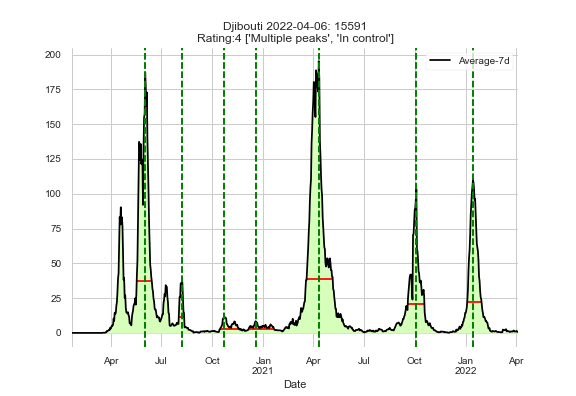 Djibouti 2022-04-06: 15591
Rating:4 ['Multiple peaks', 'In control']
Average-7d
200
175
150
125
100
75
50
25
0
Apr Jul Oct Jan Apr Jul Oct Jan Apr
2021 2022
Date